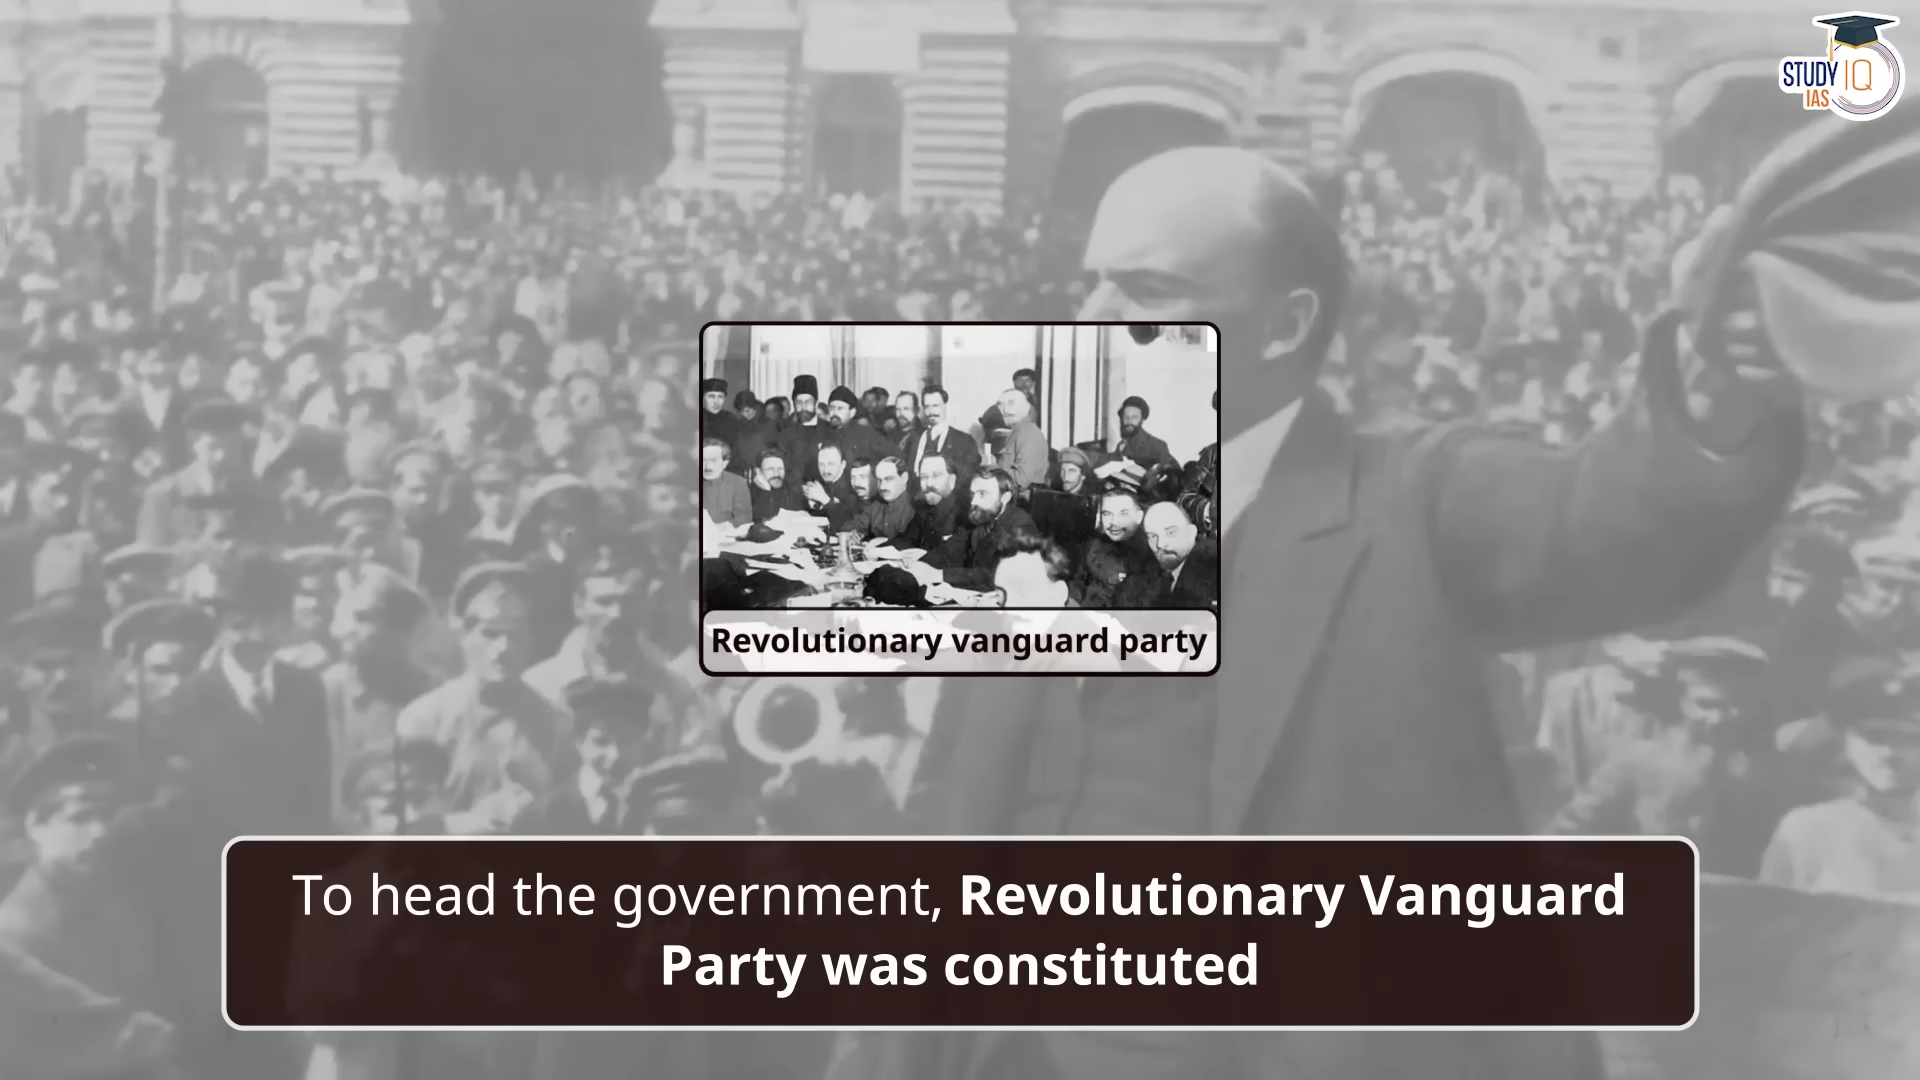 STUDY IQ
IAS
Revolutionary vanguard party
To head the government, Revolutionary Vanguard
Party was constituted